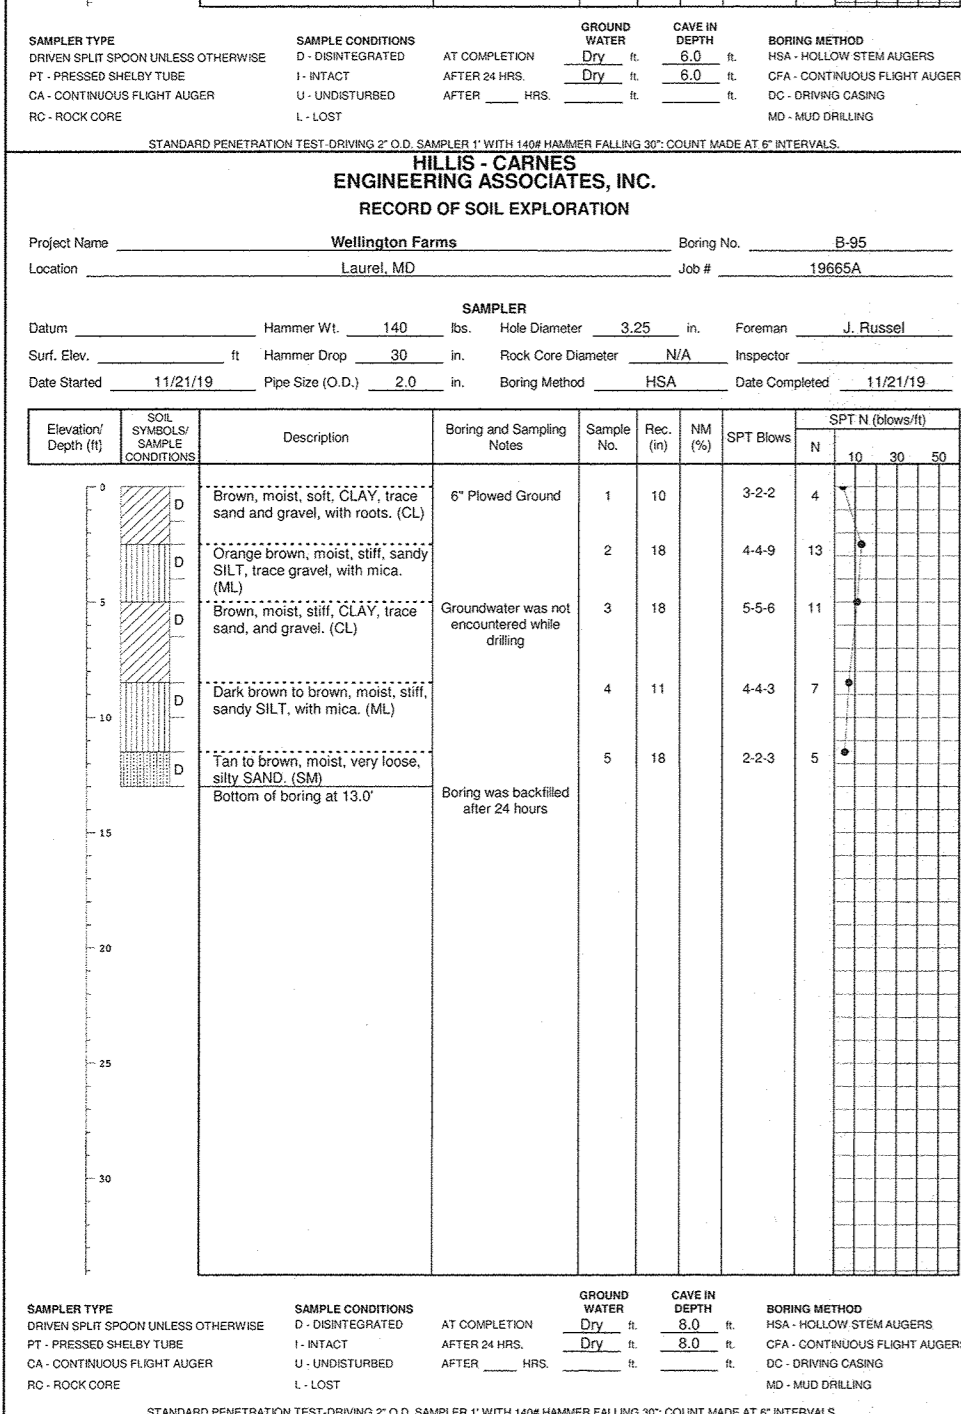 GROUND CAVE IN
SAMPLER TYPE SAMPLE CONDITIONS WATER DEPTH BORING METHOD
DRIVEN SPLIT SPOON UNLESS OTHERWISE D - DISINTEGRATED AT COMPLETION Dry ft. 6.0 ft. HSA - HOLLOW STEM AUGERS
PT - PRESSED SHELBY TUBE I - INTACT AFTER 24 HRS. Dry ft. 6.0 ft. CFA - CONTINUOUS FLIGHT AUGER
CA - CONTINUOUS FLIGHT AUGER U - UNDISTURBED AFTER ____ HRS. ____ ft. ____ ft. DC - DRIVING CASING
RC - ROCK CORE L - LOST MD - MUD DRILLING
STANDARD PENETRATION TEST-DRIVING 2" O.D. SAMPLER 1' WITH 140# HAMMER FALLING 30": COUNT MADE AT 6" INTERVALS.
HILLIS - CARNES
ENGINEERING ASSOCIATES, INC.
RECORD OF SOIL EXPLORATION
Project Name Wellington Farms Boring No. B-95
Location Laurel, MD Job # 19665A
SAMPLER
Datum ____ Hammer Wt. 140 lbs. Hole Diameter 3.25 in. Foreman J. Russel
Surf. Elev. ____ ft Hammer Drop 30 in. Rock Core Diameter N/A Inspector ____
Date Started 11/21/19 Pipe Size (O.D.) 2.0 in. Boring Method HSA Date Completed 11/21/19
Elevation/ Depth (ft) SOIL SYMBOLS/ SAMPLE CONDITIONS Description Boring and Sampling Notes Sample No. Rec. (in) NM (%) SPT Blows SPT N (blows/ft)
N 10 30 50
0 D Brown, moist, soft, CLAY, trace 6" Plowed Ground 1 10 3-2-2 4
sand and gravel, with roots. (CL)
D Orange brown, moist, stiff, sandy 2 18 4-4-9 13
SILT, trace gravel, with mica.
(ML)
5 D Brown, moist, stiff, CLAY, trace Groundwater was not 3 18 5-5-6 11
sand, and gravel. (CL) encountered while
drilling
D Dark brown to brown, moist, stiff, 4 11 4-4-3 7
sandy SILT, with mica. (ML)
10
D Tan to brown, moist, very loose, 5 18 2-2-3 5
silty SAND. (SM)
Bottom of boring at 13.0' Boring was backfilled
after 24 hours
15
20
25
30
GROUND CAVE IN
SAMPLER TYPE SAMPLE CONDITIONS WATER DEPTH BORING METHOD
DRIVEN SPLIT SPOON UNLESS OTHERWISE D - DISINTEGRATED AT COMPLETION Dry ft. 8.0 ft. HSA - HOLLOW STEM AUGERS
PT - PRESSED SHELBY TUBE I - INTACT AFTER 24 HRS. Dry ft. 8.0 ft. CFA - CONTINUOUS FLIGHT AUGERS
CA - CONTINUOUS FLIGHT AUGER U - UNDISTURBED AFTER ____ HRS. ____ ft. ____ ft. DC - DRIVING CASING
RC - ROCK CORE L - LOST MD - MUD DRILLING
STANDARD PENETRATION TEST-DRIVING 2" O.D. SAMPLER 1' WITH 140# HAMMER FALLING 30": COUNT MADE AT 6" INTERVALS.